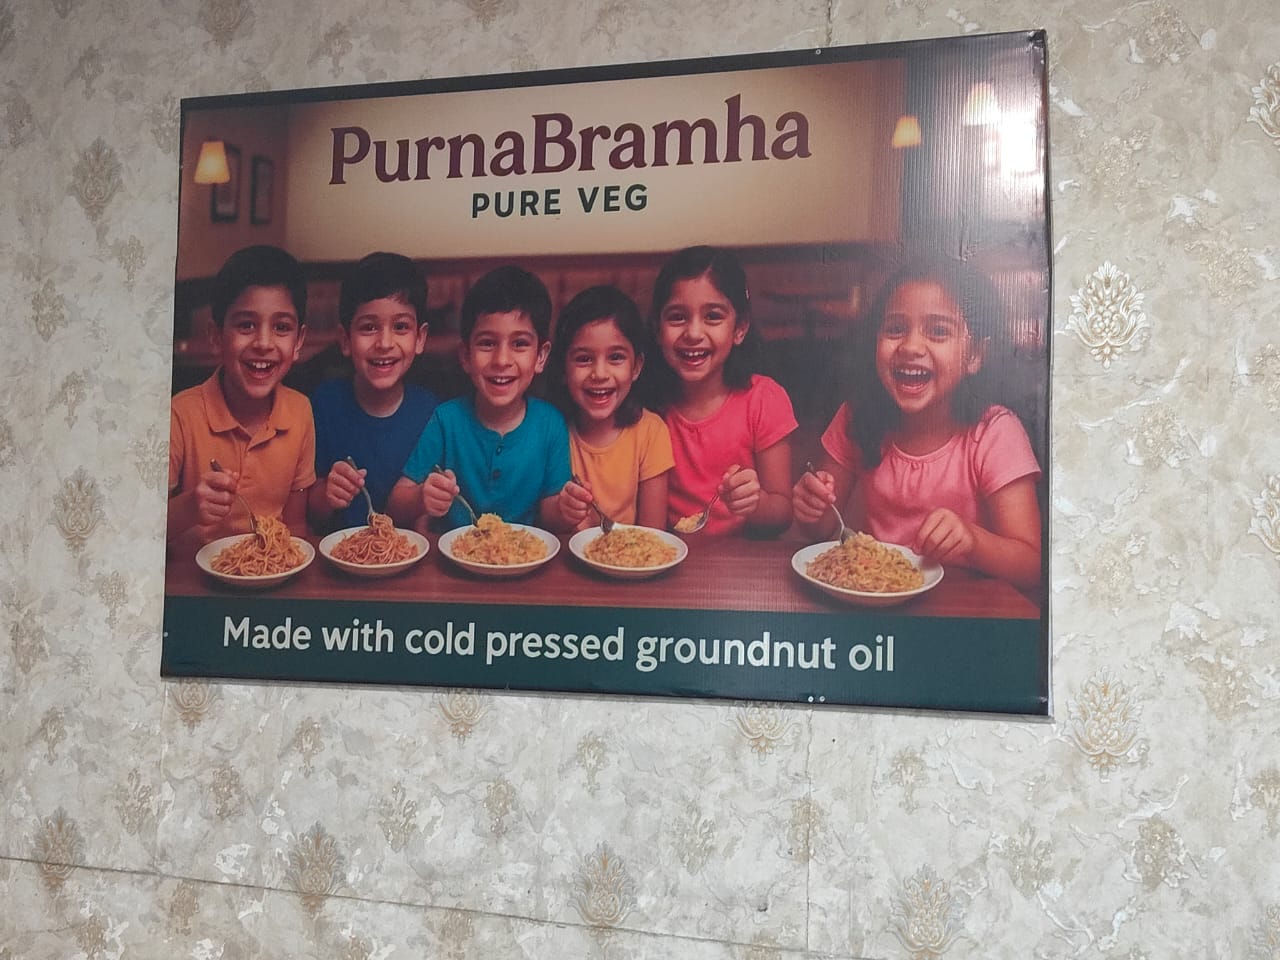 PurnaBramha
PURE VEG
Made with cold pressed groundnut oil